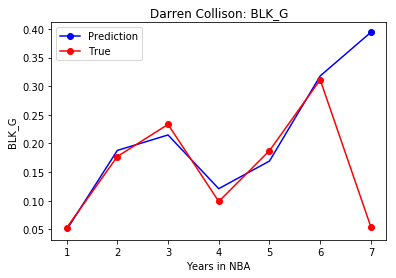 Darren Collison: BLK_G
Prediction
True
0.40
0.35
0.30
0.25
0.20
0.15
0.10
0.05
BLK_G
1 2 3 4 5 6 7
Years in NBA